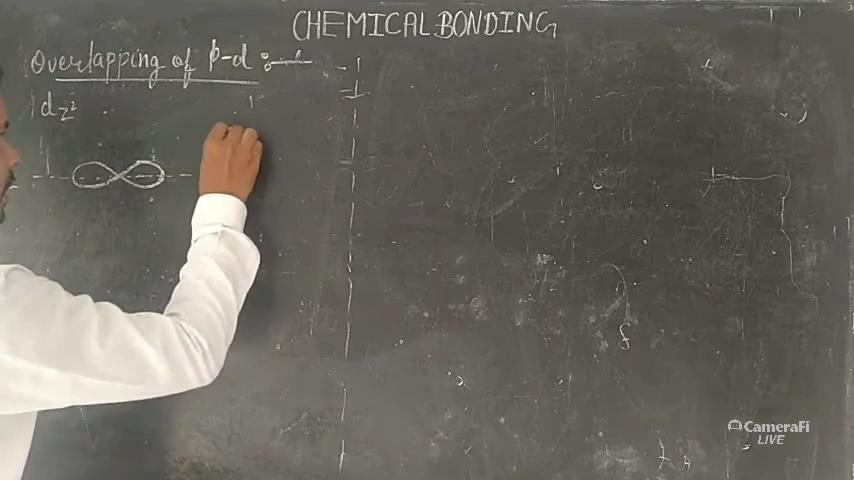 CHEMICAL BONDING
Overlapping of p-d :-
dz²
CameraFi
LIVE